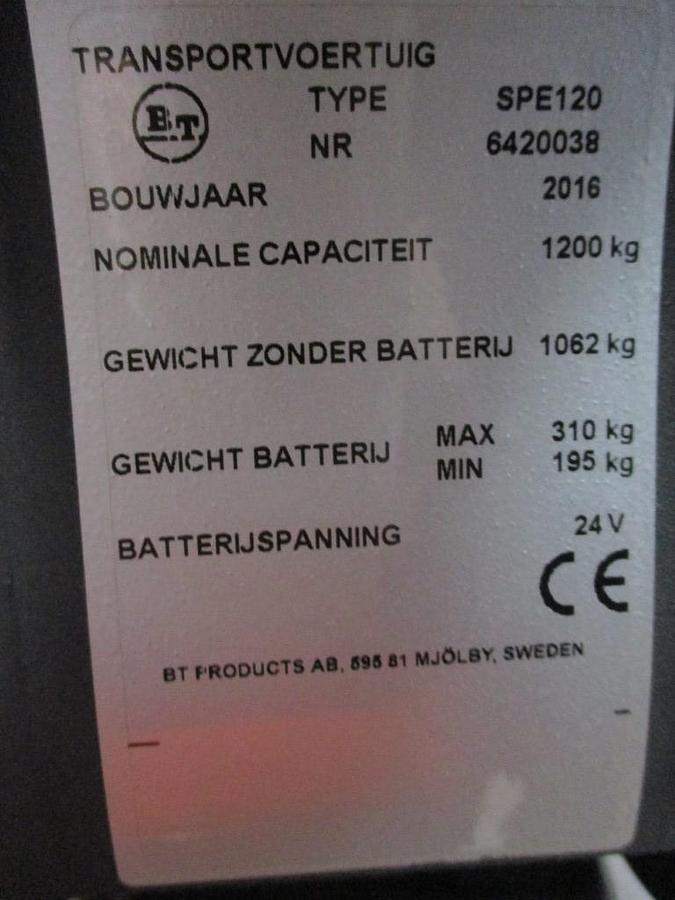 TRANSPORTVOERTUIG
BT TYPE SPE120
NR 6420038
BOUWJAAR 2016
NOMINALE CAPACITEIT 1200 kg
GEWICHT ZONDER BATTERIJ 1062 kg
GEWICHT BATTERIJ MAX 310 kg
MIN 195 kg
BATTERIJSPANNING 24 V
CE
BT PRODUCTS AB, 595 81 MJÖLBY, SWEDEN